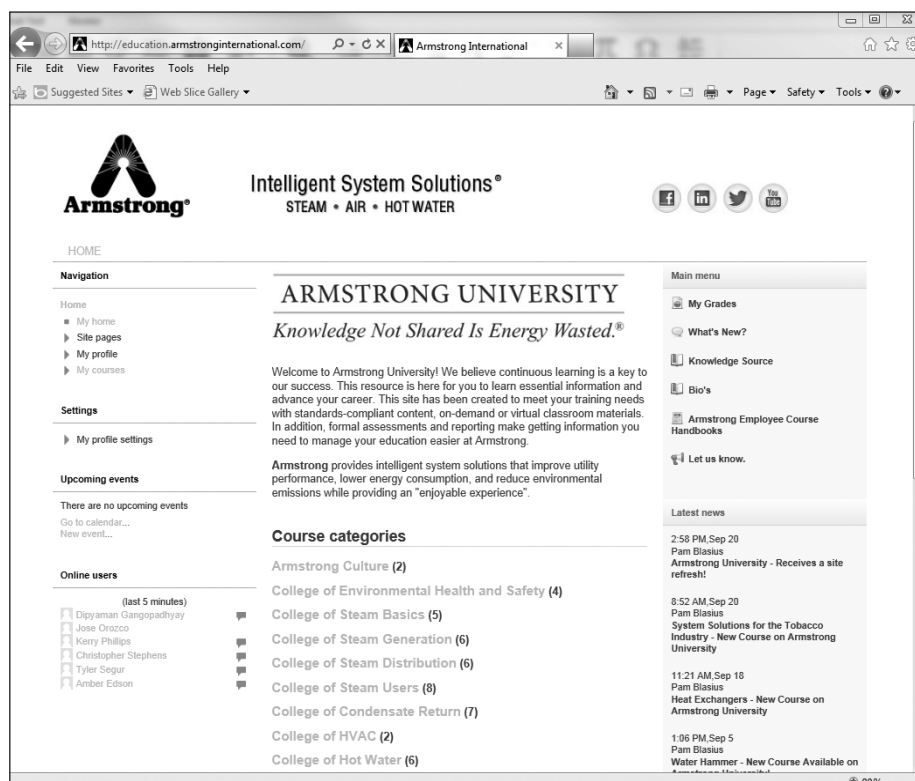 http://education.armstronginternational.com/
Armstrong International
File Edit View Favorites Tools Help
Suggested Sites Web Slice Gallery
Page Safety Tools
Armstrong®
Intelligent System Solutions®
STEAM • AIR • HOT WATER
You
Tube
HOME
Navigation
Home
My home
Site pages
My profile
My courses
Settings
My profile settings
Upcoming events
There are no upcoming events
Go to calendar...
New event...
Online users
(last 5 minutes)
Dipyaman Gangopadhyay
Jose Orozco
Kerry Phillips
Christopher Stephens
Tyler Segur
Amber Edson
ARMSTRONG UNIVERSITY
Knowledge Not Shared Is Energy Wasted.®
Welcome to Armstrong University! We believe continuous learning is a key to
our success. This resource is here for you to learn essential information and
advance your career. This site has been created to meet your training needs
with standards-compliant content, on-demand or virtual classroom materials.
In addition, formal assessments and reporting make getting information you
need to manage your education easier at Armstrong.
Armstrong provides intelligent system solutions that improve utility
performance, lower energy consumption, and reduce environmental
emissions while providing an "enjoyable experience".
Course categories
Armstrong Culture (2)
College of Environmental Health and Safety (4)
College of Steam Basics (5)
College of Steam Generation (6)
College of Steam Distribution (6)
College of Steam Users (8)
College of Condensate Return (7)
College of HVAC (2)
College of Hot Water (6)
Main menu
My Grades
What's New?
Knowledge Source
Bio's
Armstrong Employee Course
Handbooks
Let us know.
Latest news
2:58 PM,Sep 20
Pam Blasius
Armstrong University - Receives a site
refresh!
8:52 AM,Sep 20
Pam Blasius
System Solutions for the Tobacco
Industry - New Course on Armstrong
University
11:21 AM,Sep 18
Pam Blasius
Heat Exchangers - New Course on
Armstrong University
1:06 PM,Sep 5
Pam Blasius
Water Hammer - New Course Available on
Armstrong University!